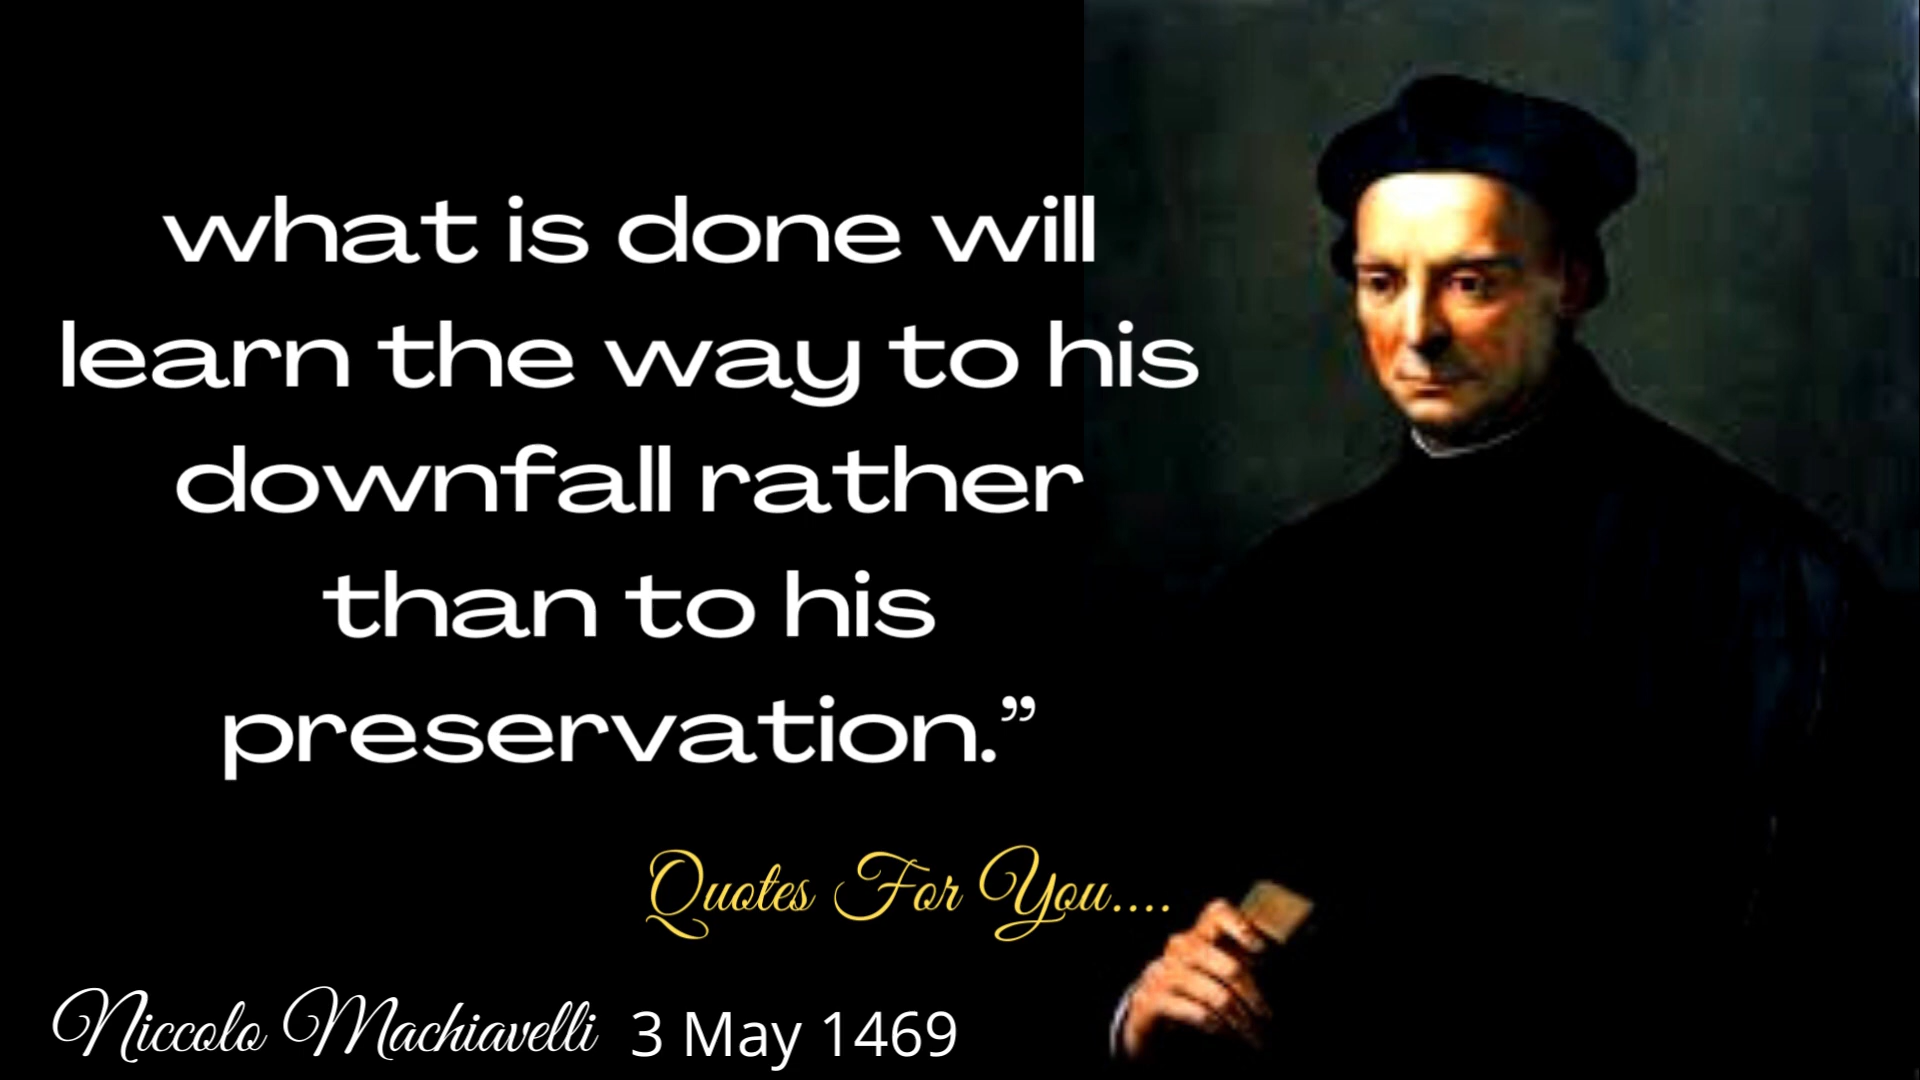 what is done will
learn the way to his
downfall rather
than to his
preservation.”
Quotes For You....
Niccolo Machiavelli 3 May 1469